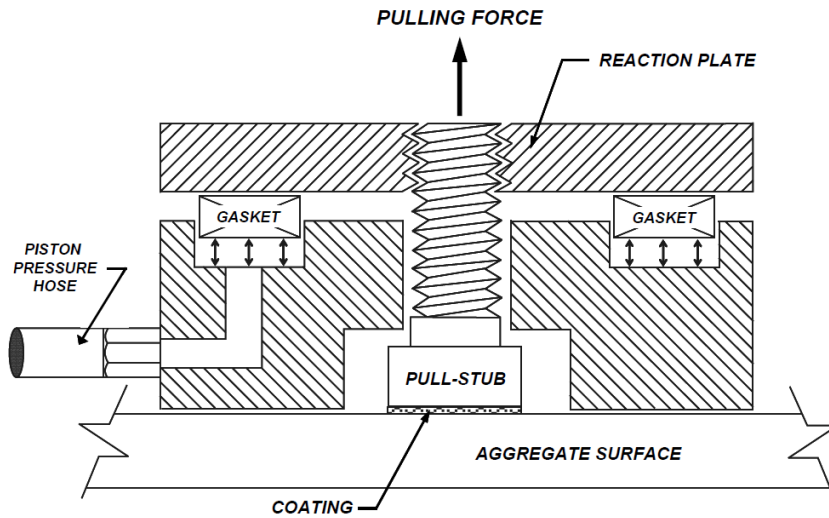 PULLING FORCE
REACTION PLATE
GASKET
GASKET
PISTON
PRESSURE
HOSE
PULL-STUB
AGGREGATE SURFACE
COATING